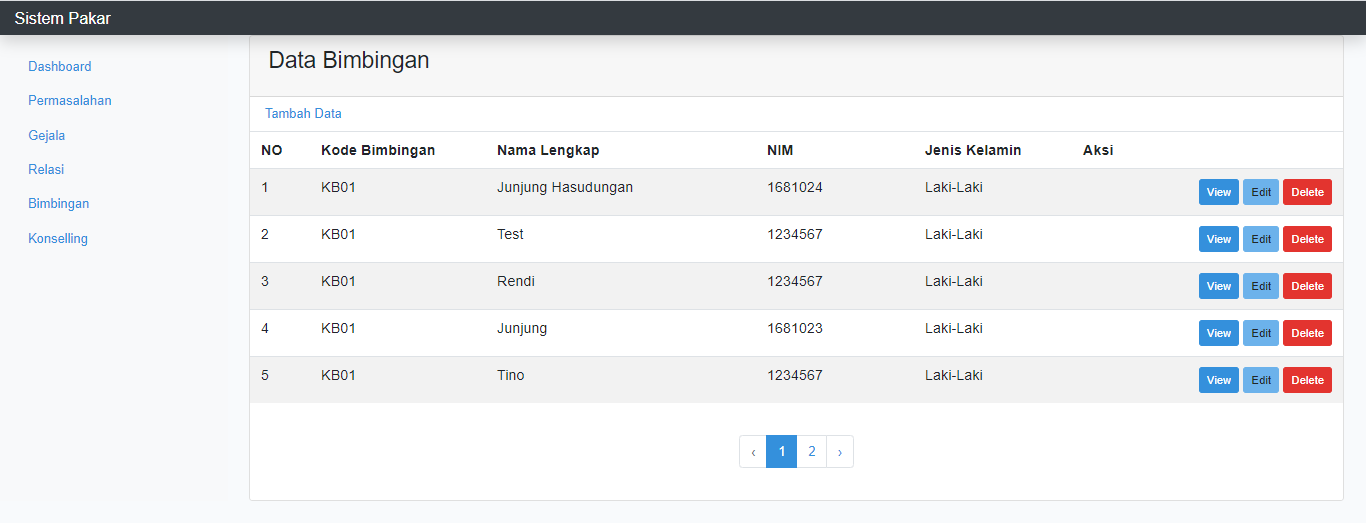 Sistem Pakar
Dashboard
Permasalahan
Gejala
Relasi
Bimbingan
Konselling
Data Bimbingan
Tambah Data
NO Kode Bimbingan Nama Lengkap NIM Jenis Kelamin Aksi
1 KB01 Junjung Hasudungan 1681024 Laki-Laki View Edit Delete
2 KB01 Test 1234567 Laki-Laki View Edit Delete
3 KB01 Rendi 1234567 Laki-Laki View Edit Delete
4 KB01 Junjung 1681023 Laki-Laki View Edit Delete
5 KB01 Tino 1234567 Laki-Laki View Edit Delete
‹ 1 2 ›